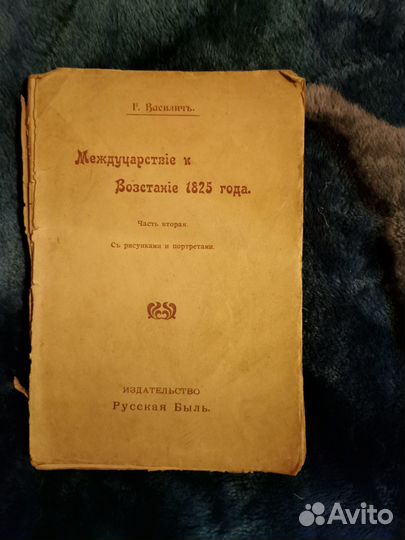 Г. Василичъ.
Междуцарствіе и
Возстаніе 1825 года.
Часть вторая.
Съ рисунками и портретами.
ИЗДАТЕЛЬСТВО
Русская Быль.
Avito